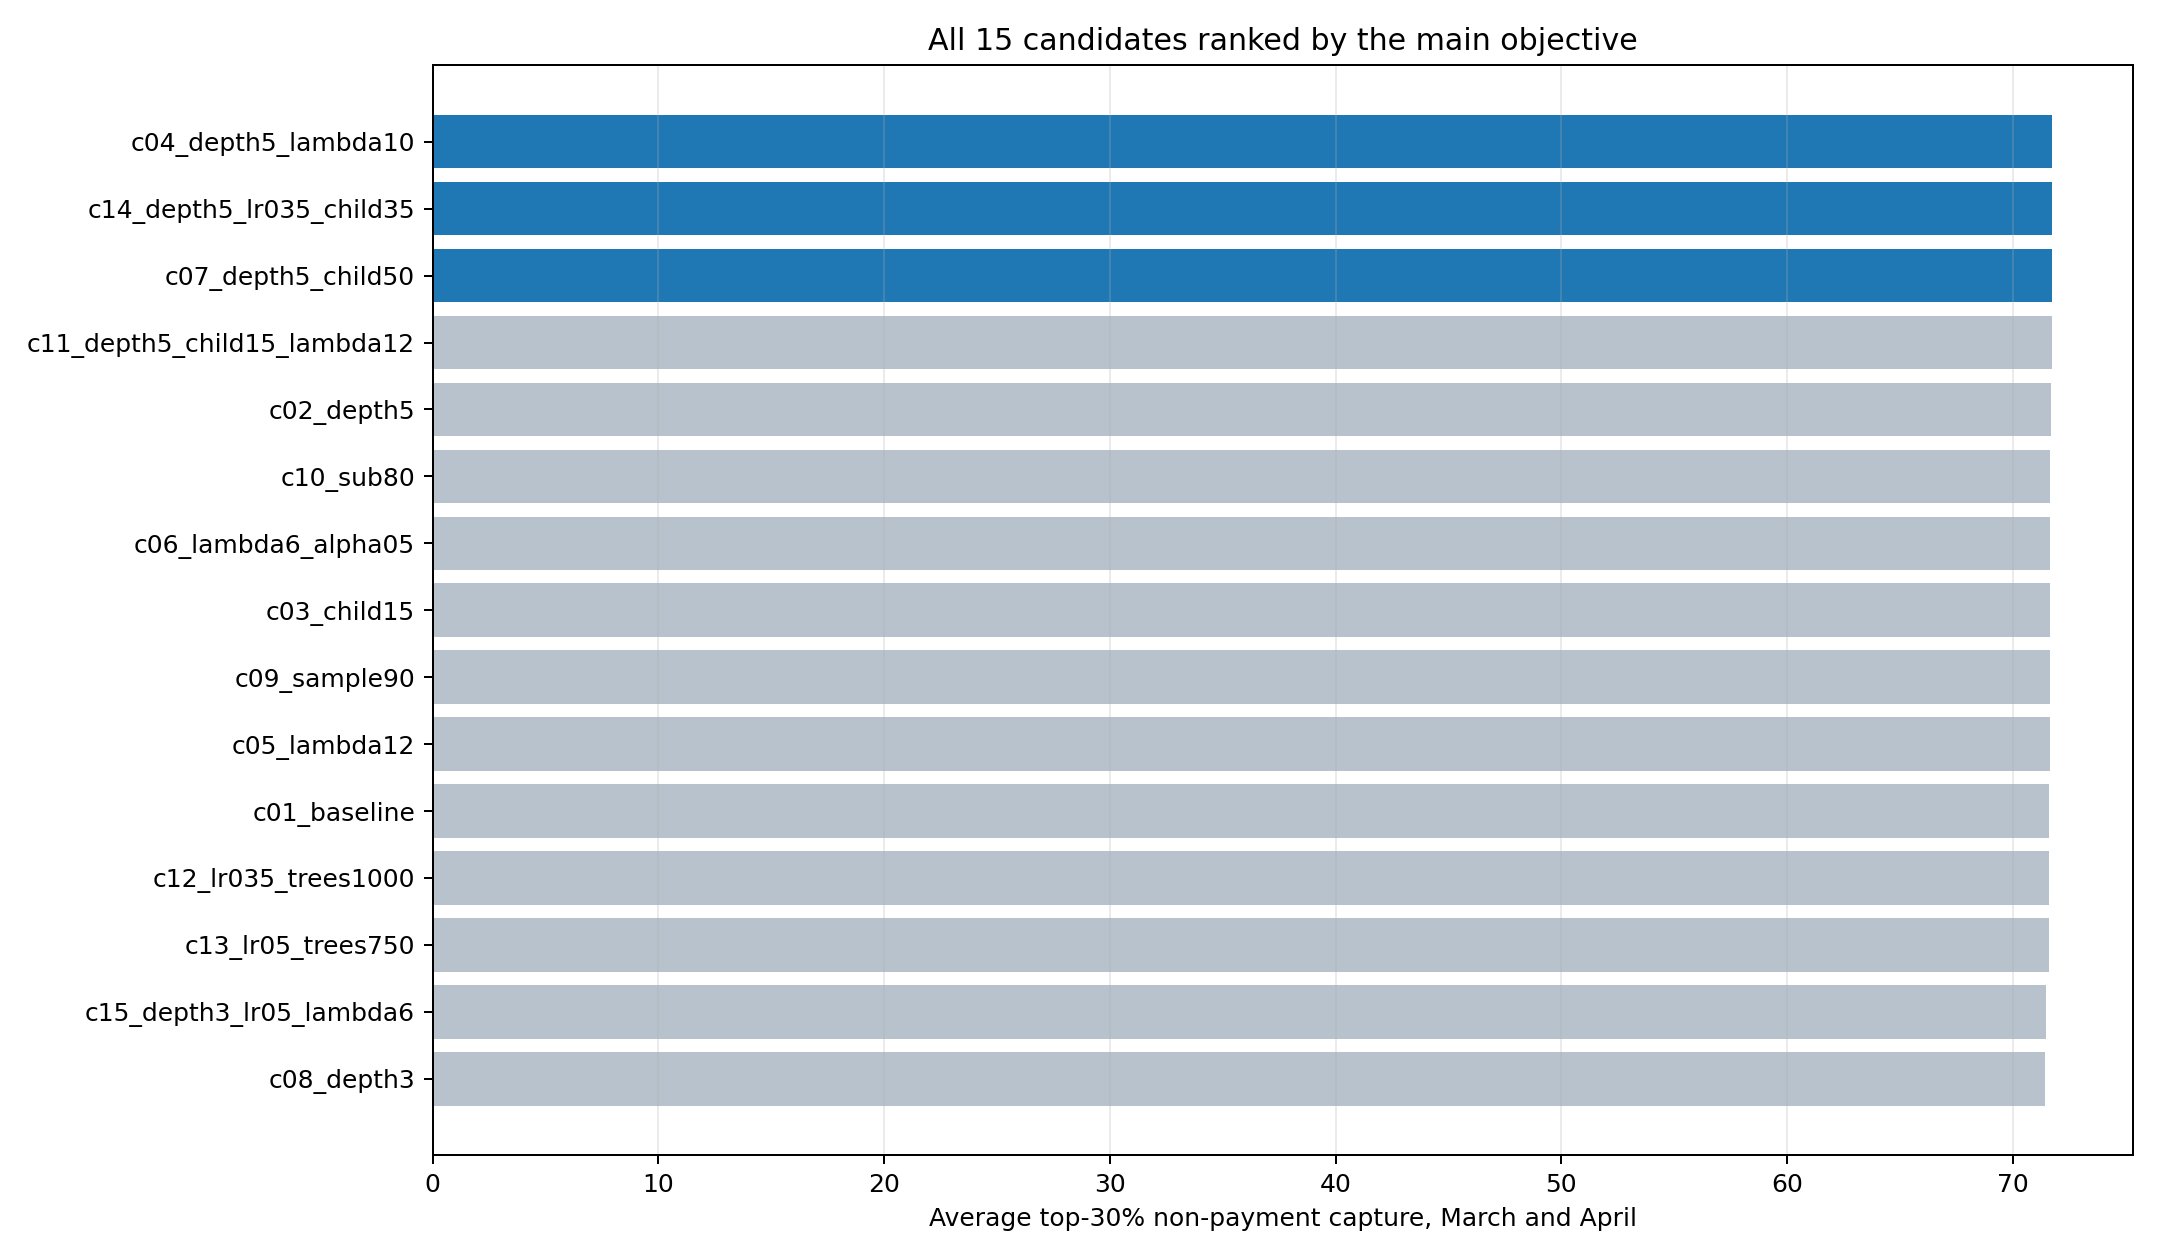 All 15 candidates ranked by the main objective
c04_depth5_lambda10
c14_depth5_lr035_child35
c07_depth5_child50
c11_depth5_child15_lambda12
c02_depth5
c10_sub80
c06_lambda6_alpha05
c03_child15
c09_sample90
c05_lambda12
c01_baseline
c12_lr035_trees1000
c13_lr05_trees750
c15_depth3_lr05_lambda6
c08_depth3
0 10 20 30 40 50 60 70
Average top-30% non-payment capture, March and April